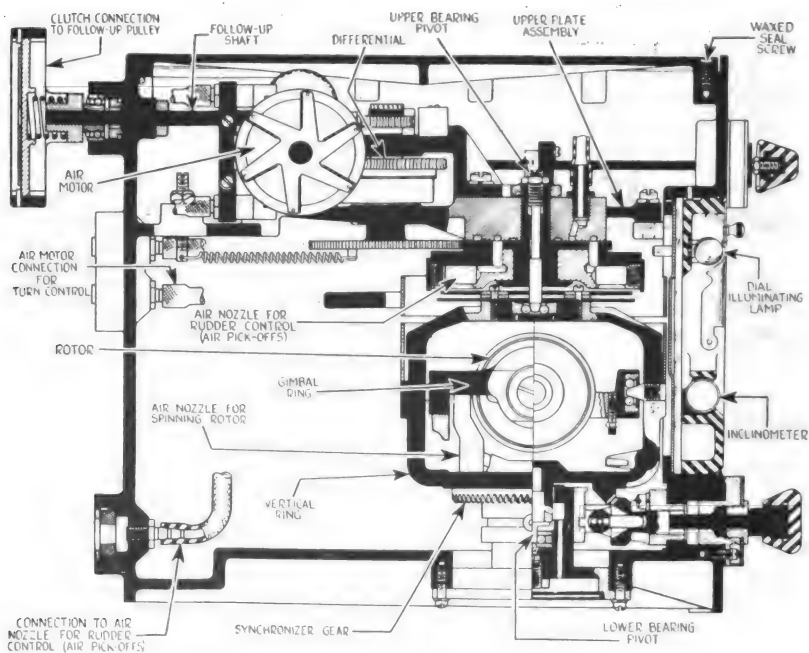 CLUTCH CONNECTION
TO FOLLOW-UP PULLEY
FOLLOW-UP
SHAFT
DIFFERENTIAL
UPPER BEARING
PIVOT
UPPER PLATE
ASSEMBLY
WAXED
SEAL
SCREW
AIR
MOTOR
AIR MOTOR
CONNECTION
FOR
TURN CONTROL
AIR NOZZLE FOR
RUDDER CONTROL
(AIR PICK-OFFS)
DIAL
ILLUMINATING
LAMP
ROTOR
GIMBAL
RING
AIR NOZZLE FOR
SPINNING ROTOR
INCLINOMETER
VERTICAL
RING
CONNECTION TO AIR
NOZZLE FOR RUDDER
CONTROL (AIR PICK-OFFS)
SYNCHRONIZER GEAR
LOWER BEARING
PIVOT